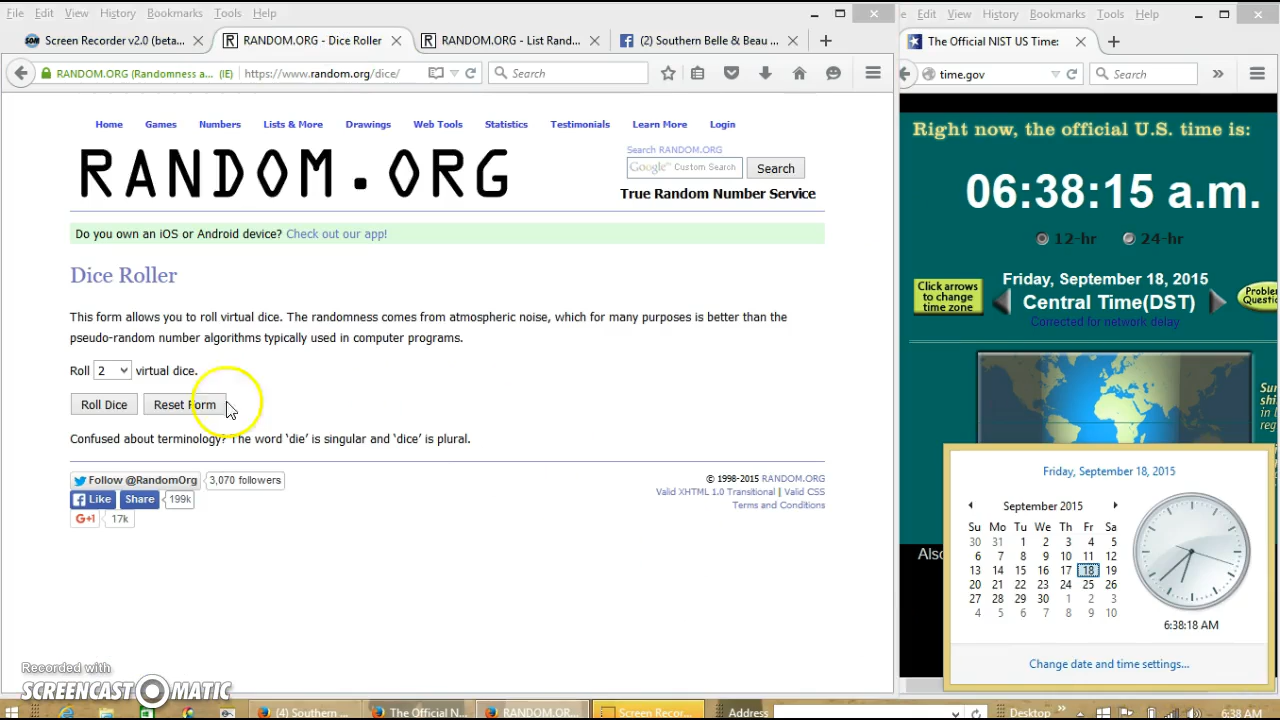 File Edit View History Bookmarks Tools Help
Screen Recorder v2.0 (beta... RANDOM.ORG - Dice Roller RANDOM.ORG - List Rand... (2) Southern Belle & Beau ...
RANDOM.ORG (Randomness a... (IE) https://www.random.org/dice/ Search
Home Games Numbers Lists & More Drawings Web Tools Statistics Testimonials Learn More Login
RANDOM.ORG
Search RANDOM.ORG
Google™ Custom Search Search
True Random Number Service
Do you own an iOS or Android device? Check out our app!
Dice Roller
This form allows you to roll virtual dice. The randomness comes from atmospheric noise, which for many purposes is better than the
pseudo-random number algorithms typically used in computer programs.
Roll 2 virtual dice.
Roll Dice Reset Form
Confused about terminology? The word ‘die’ is singular and ‘dice’ is plural.
Follow @RandomOrg 3,070 followers
Like Share 199k
G+1 17k
© 1998-2015 RANDOM.ORG
Valid XHTML 1.0 Transitional | Valid CSS
Terms and Conditions
Recorded with
SCREENCAST-O-MATIC
Edit View History Bookmarks Tools Help
The Official NIST US Time:
time.gov Search
Right now, the official U.S. time is:
06:38:15 a.m.
12-hr 24-hr
Click arrows
to change
time zone
Friday, September 18, 2015
Central Time(DST)
Corrected for network delay
Also
Friday, September 18, 2015
September 2015
Su Mo Tu We Th Fr Sa
30 31 1 2 3 4 5
6 7 8 9 10 11 12
13 14 15 16 17 18 19
20 21 22 23 24 25 26
27 28 29 30 1 2 3
4 5 6 7 8 9 10
6:38:18 AM
Change date and time settings...
(4) Southern ... The Official N... RANDOM.OR... Screen Recor... Address Desktop 6:38 AM